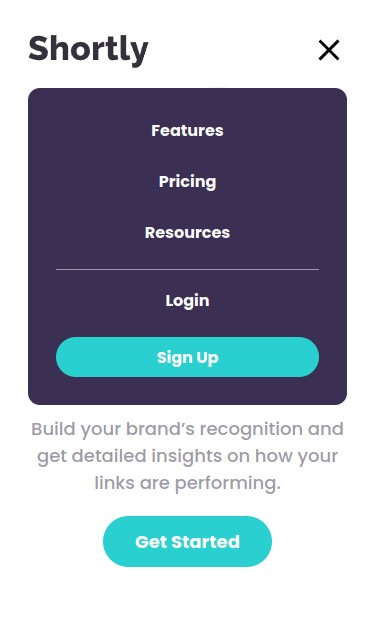 Shortly
Features
Pricing
Resources
Login
Sign Up
Build your brand’s recognition and
get detailed insights on how your
links are performing.
Get Started